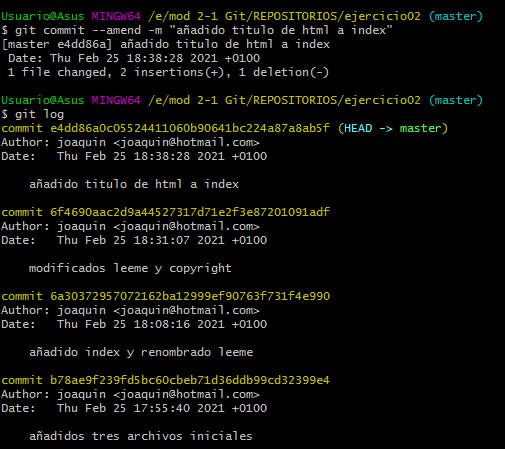 Usuario@Asus MINGW64 /e/mod 2-1 Git/REPOSITORIOS/ejercicio02 (master)
$ git commit --amend -m "añadido titulo de html a index"
[master e4dd86a] añadido titulo de html a index
 Date: Thu Feb 25 18:38:28 2021 +0100
 1 file changed, 2 insertions(+), 1 deletion(-)

Usuario@Asus MINGW64 /e/mod 2-1 Git/REPOSITORIOS/ejercicio02 (master)
$ git log
commit e4dd86a0c05524411060b90641bc224a87a8ab5f (HEAD -> master)
Author: joaquin <joaquin@hotmail.com>
Date:   Thu Feb 25 18:38:28 2021 +0100

    añadido titulo de html a index

commit 6f4690aac2d9a44527317d71e2f3e87201091adf
Author: joaquin <joaquin@hotmail.com>
Date:   Thu Feb 25 18:31:07 2021 +0100

    modificados leeme y copyright

commit 6a30372957072162ba12999ef90763f731f4e990
Author: joaquin <joaquin@hotmail.com>
Date:   Thu Feb 25 18:08:16 2021 +0100

    añadido index y renombrado leeme

commit b78ae9f239fd5bc60cbeb71d36ddb99cd32399e4
Author: joaquin <joaquin@hotmail.com>
Date:   Thu Feb 25 17:55:40 2021 +0100

    añadidos tres archivos iniciales